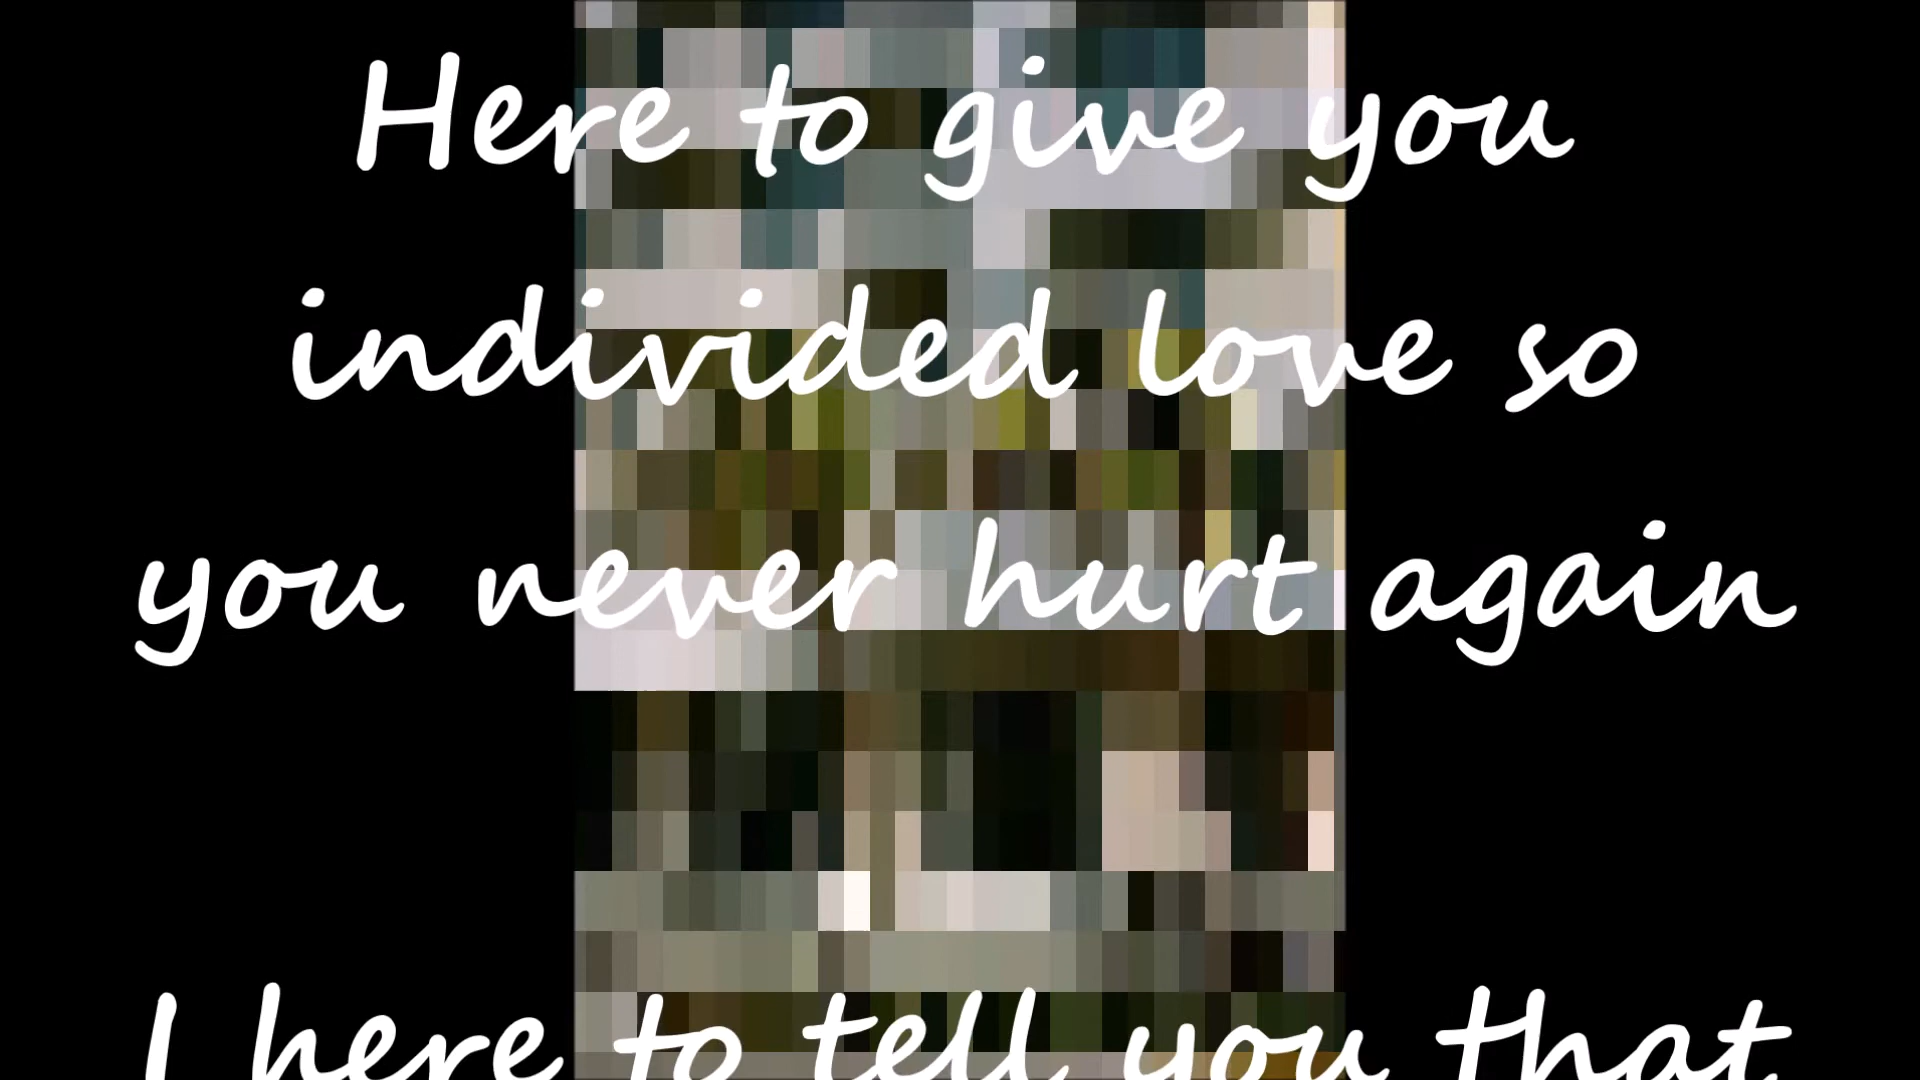 Here to give you
individed love so
you never hurt again
I here to tell you that